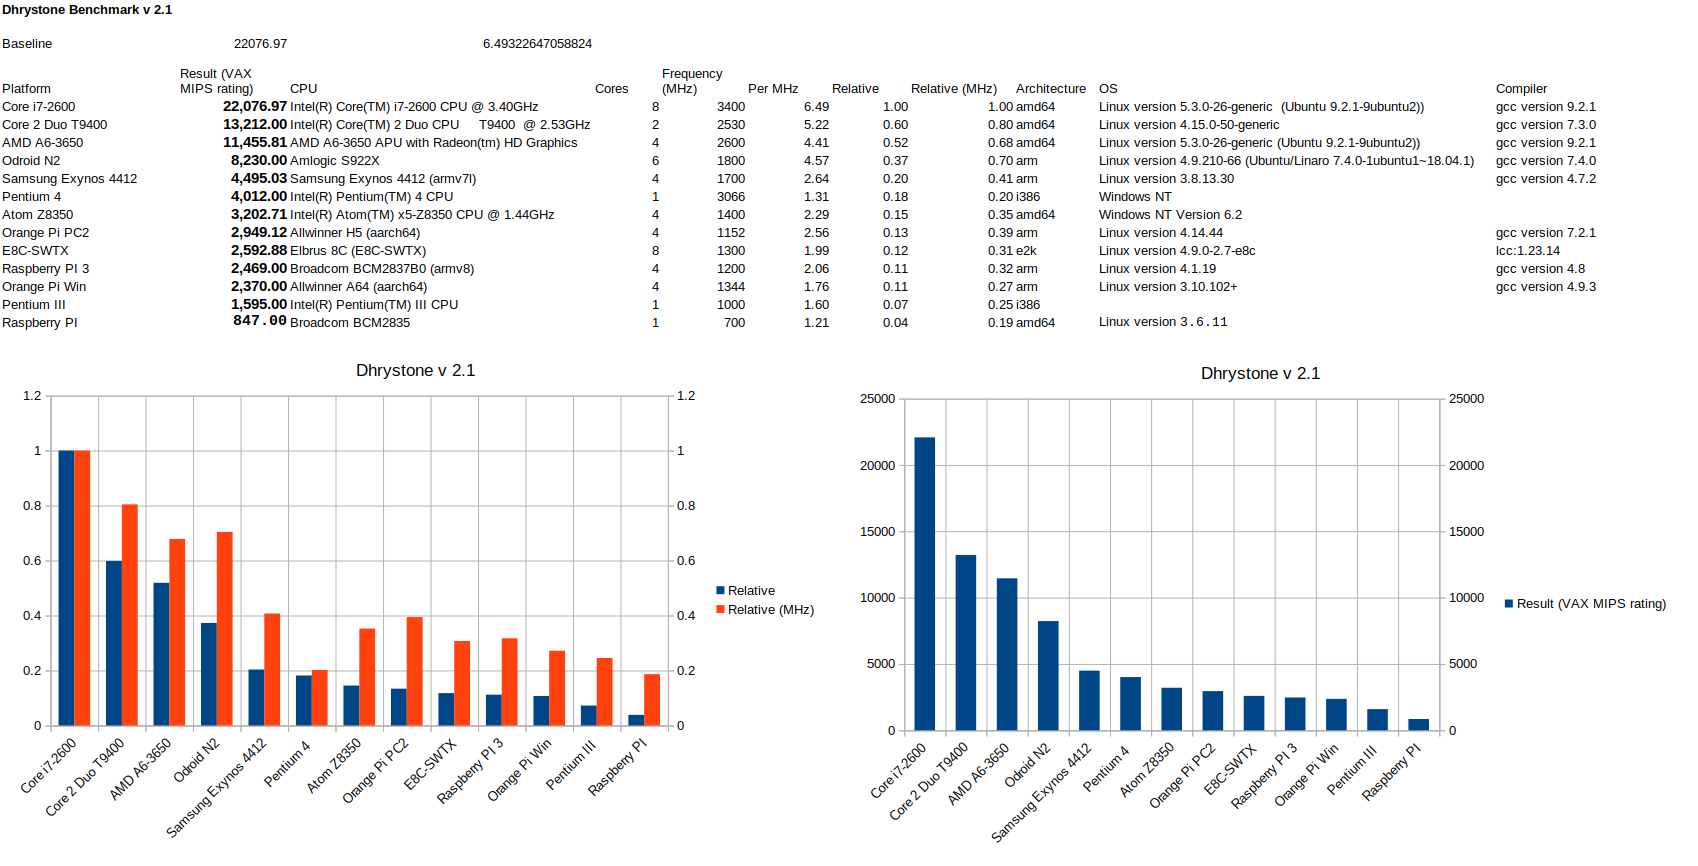 Dhrystone Benchmark v 2.1
Baseline 22076.97 6.49322647058824
Result (VAX Frequency
Platform MIPS rating) CPU Cores (MHz) Per MHz Relative Relative (MHz) Architecture OS Compiler
Core i7-2600 22,076.97 Intel(R) Core(TM) i7-2600 CPU @ 3.40GHz 8 3400 6.49 1.00 1.00 amd64 Linux version 5.3.0-26-generic (Ubuntu 9.2.1-9ubuntu2)) gcc version 9.2.1
Core 2 Duo T9400 13,212.00 Intel(R) Core(TM) 2 Duo CPU T9400 @ 2.53GHz 2 2530 5.22 0.60 0.80 amd64 Linux version 4.15.0-50-generic gcc version 7.3.0
AMD A6-3650 11,455.81 AMD A6-3650 APU with Radeon(tm) HD Graphics 4 2600 4.41 0.52 0.68 amd64 Linux version 5.3.0-26-generic (Ubuntu 9.2.1-9ubuntu2)) gcc version 9.2.1
Odroid N2 8,230.00 Amlogic S922X 6 1800 4.57 0.37 0.70 arm Linux version 4.9.210-66 (Ubuntu/Linaro 7.4.0-1ubuntu1~18.04.1) gcc version 7.4.0
Samsung Exynos 4412 4,495.03 Samsung Exynos 4412 (armv7l) 4 1700 2.64 0.20 0.41 arm Linux version 3.8.13.30 gcc version 4.7.2
Pentium 4 4,012.00 Intel(R) Pentium(TM) 4 CPU 1 3066 1.31 0.18 0.20 i386 Windows NT
Atom Z8350 3,202.71 Intel(R) Atom(TM) x5-Z8350 CPU @ 1.44GHz 4 1400 2.29 0.15 0.35 amd64 Windows NT Version 6.2
Orange Pi PC2 2,949.12 Allwinner H5 (aarch64) 4 1152 2.56 0.13 0.39 arm Linux version 4.14.44 gcc version 7.2.1
E8C-SWTX 2,592.88 Elbrus 8C (E8C-SWTX) 8 1300 1.99 0.12 0.31 e2k Linux version 4.9.0-2.7-e8c lcc:1.23.14
Raspberry PI 3 2,469.00 Broadcom BCM2837B0 (armv8) 4 1200 2.06 0.11 0.32 arm Linux version 4.1.19 gcc version 4.8
Orange Pi Win 2,370.00 Allwinner A64 (aarch64) 4 1344 1.76 0.11 0.27 arm Linux version 3.10.102+ gcc version 4.9.3
Pentium III 1,595.00 Intel(R) Pentium(TM) III CPU 1 1000 1.60 0.07 0.25 i386
Raspberry PI 847.00 Broadcom BCM2835 1 700 1.21 0.04 0.19 amd64 Linux version 3.6.11
Dhrystone v 2.1
1.2 1.2
1 1
0.8 0.8
0.6 0.6
0.4 0.4
0.2 0.2
0 0
Relative
Relative (MHz)
Core i7-2600
Core 2 Duo T9400
AMD A6-3650
Odroid N2
Samsung Exynos 4412
Pentium 4
Atom Z8350
Orange Pi PC2
E8C-SWTX
Raspberry PI 3
Orange Pi Win
Pentium III
Raspberry PI
Dhrystone v 2.1
25000 25000
20000 20000
15000 15000
10000 10000
5000 5000
0 0
Result (VAX MIPS rating)
Core i7-2600
Core 2 Duo T9400
AMD A6-3650
Odroid N2
Samsung Exynos 4412
Pentium 4
Atom Z8350
Orange Pi PC2
E8C-SWTX
Raspberry PI 3
Orange Pi Win
Pentium III
Raspberry PI